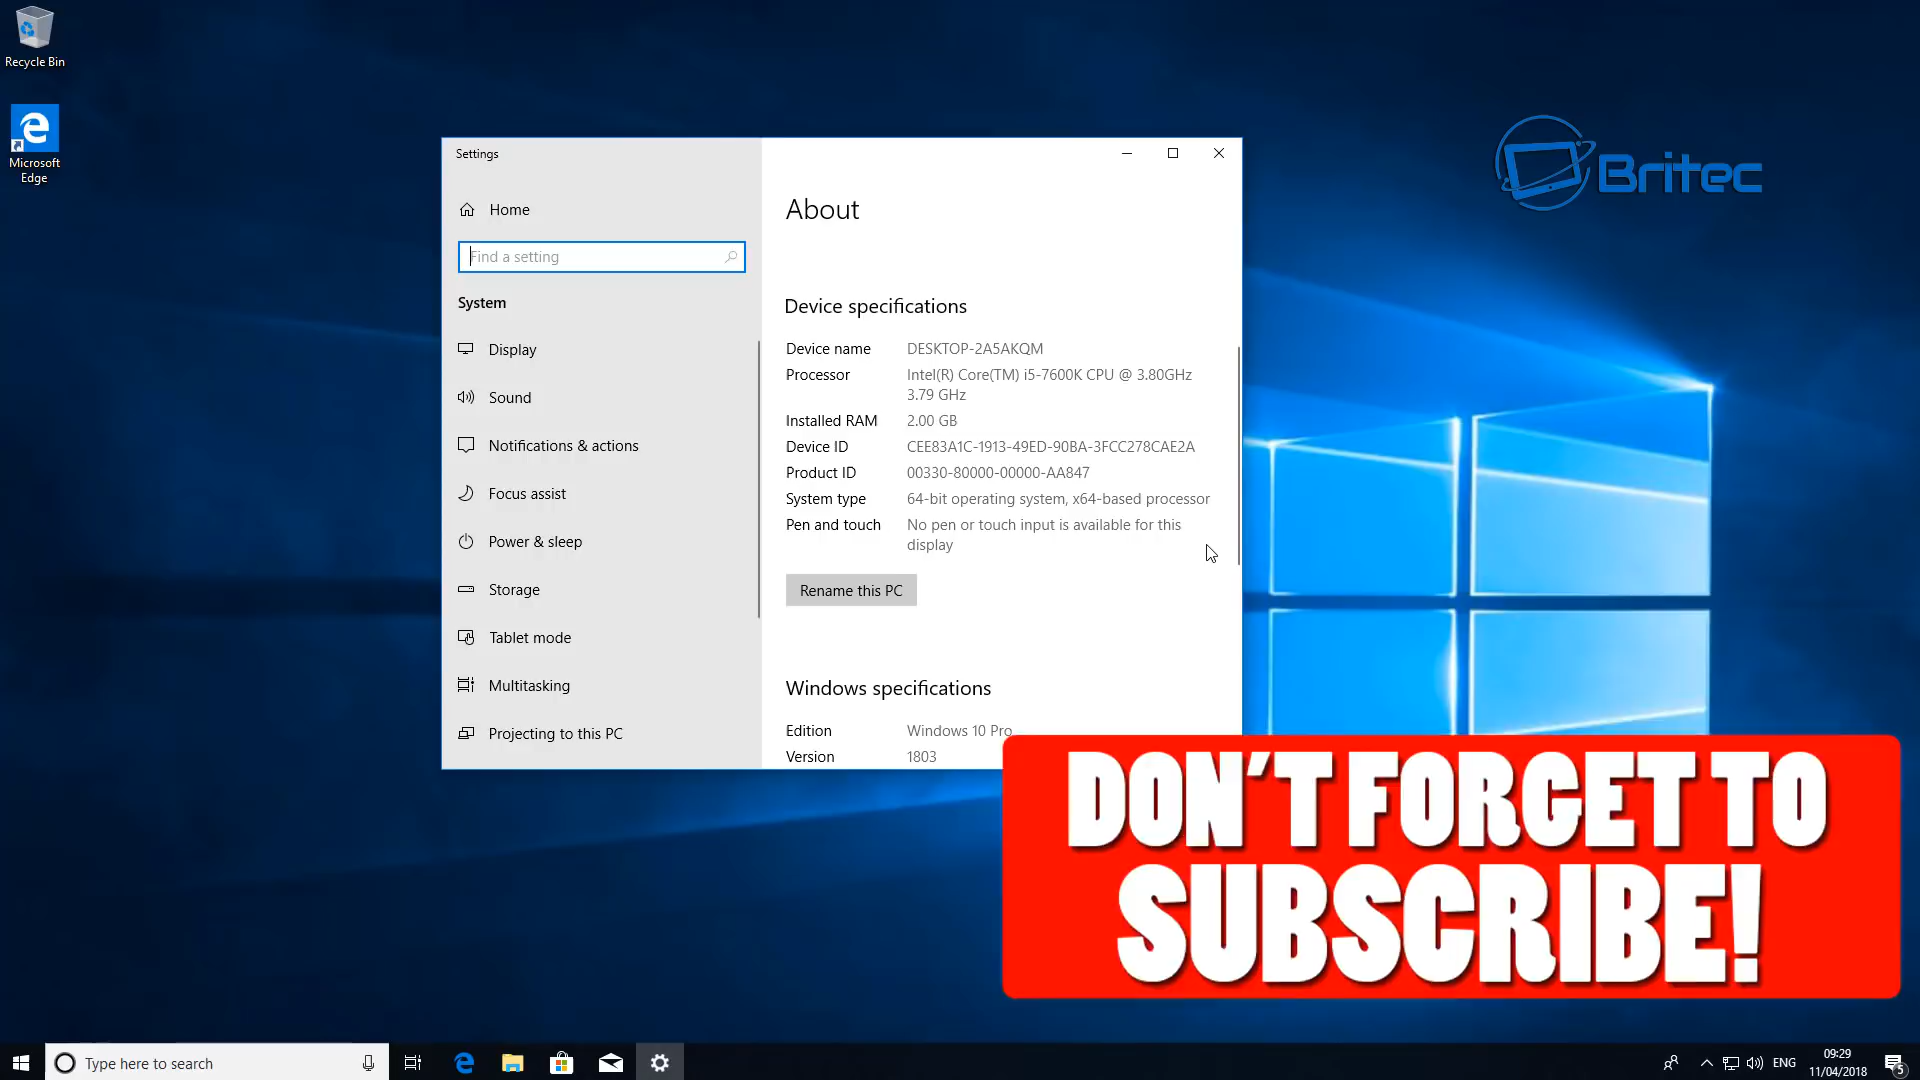 Recycle Bin
Microsoft
Edge
Britec
Settings
Home
Find a setting
System
Display
Sound
Notifications & actions
Focus assist
Power & sleep
Storage
Tablet mode
Multitasking
Projecting to this PC
About
Device specifications
Device name DESKTOP-2A5AKQM
Processor Intel(R) Core(TM) i5-7600K CPU @ 3.80GHz
3.79 GHz
Installed RAM 2.00 GB
Device ID CEE83A1C-1913-49ED-90BA-3FCC278CAE2A
Product ID 00330-80000-00000-AA847
System type 64-bit operating system, x64-based processor
Pen and touch No pen or touch input is available for this
display
Rename this PC
Windows specifications
Edition Windows 10 Pro
Version 1803
DON'T FORGET TO
SUBSCRIBE!
Type here to search
ENG
09:29
11/04/2018
5